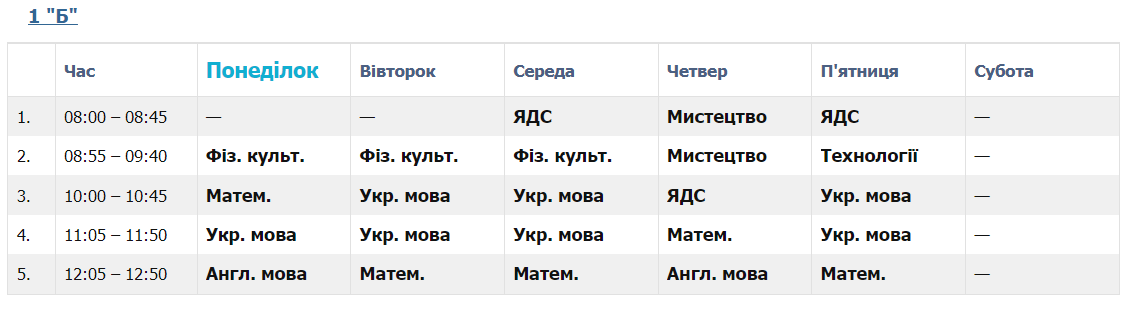 1 "Б"
Час Понеділок Вівторок Середа Четвер П'ятниця Субота
1. 08:00 – 08:45 — — ЯДС Мистецтво ЯДС —
2. 08:55 – 09:40 Фіз. культ. Фіз. культ. Фіз. культ. Мистецтво Технології —
3. 10:00 – 10:45 Матем. Укр. мова Укр. мова ЯДС Укр. мова —
4. 11:05 – 11:50 Укр. мова Укр. мова Укр. мова Матем. Укр. мова —
5. 12:05 – 12:50 Англ. мова Матем. Матем. Англ. мова Матем. —